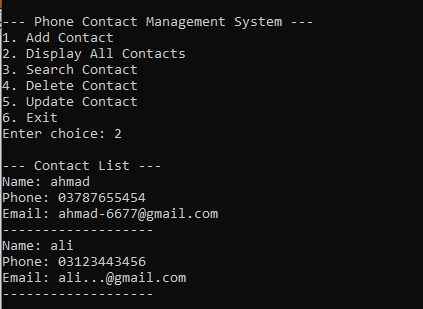 --- Phone Contact Management System ---
1. Add Contact
2. Display All Contacts
3. Search Contact
4. Delete Contact
5. Update Contact
6. Exit
Enter choice: 2
--- Contact List ---
Name: ahmad
Phone: 03787655454
Email: ahmad-6677@gmail.com
-------------------
Name: ali
Phone: 03123443456
Email: ali...@gmail.com
-------------------